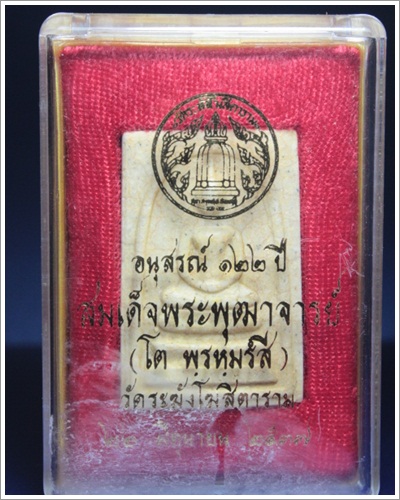 อนุสรณ์ ๑๒๒ ปี
สมเด็จพระพุฒาจารย์
(โต พฺรหฺมรํสี)
วัดระฆังโฆสิตาราม
๒๒